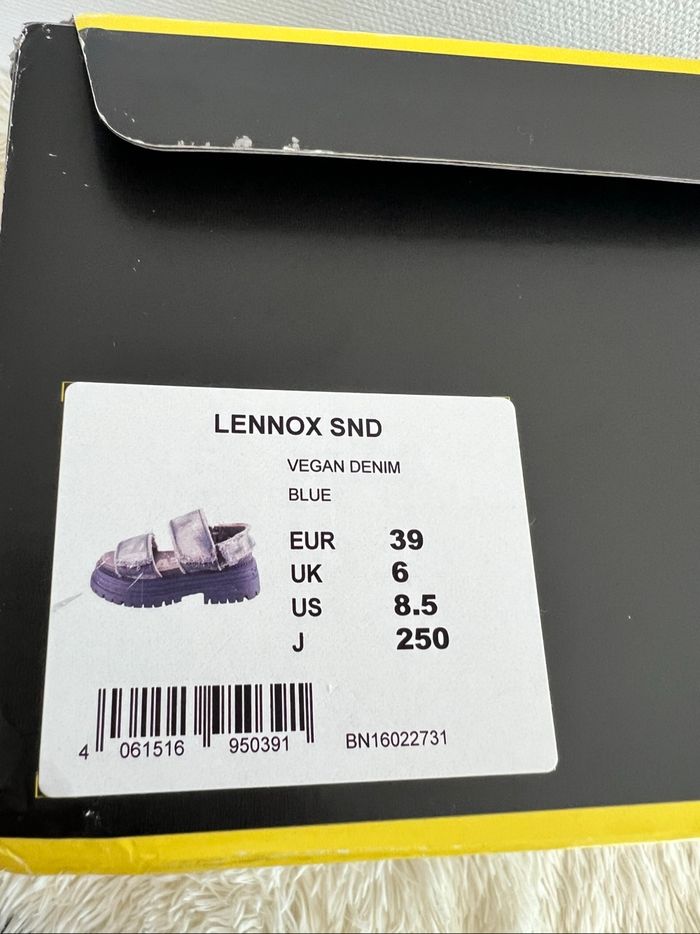 LENNOX SND
VEGAN DENIM
BLUE
EUR 39
UK 6
US 8.5
J 250
4 061516 950391
BN16022731